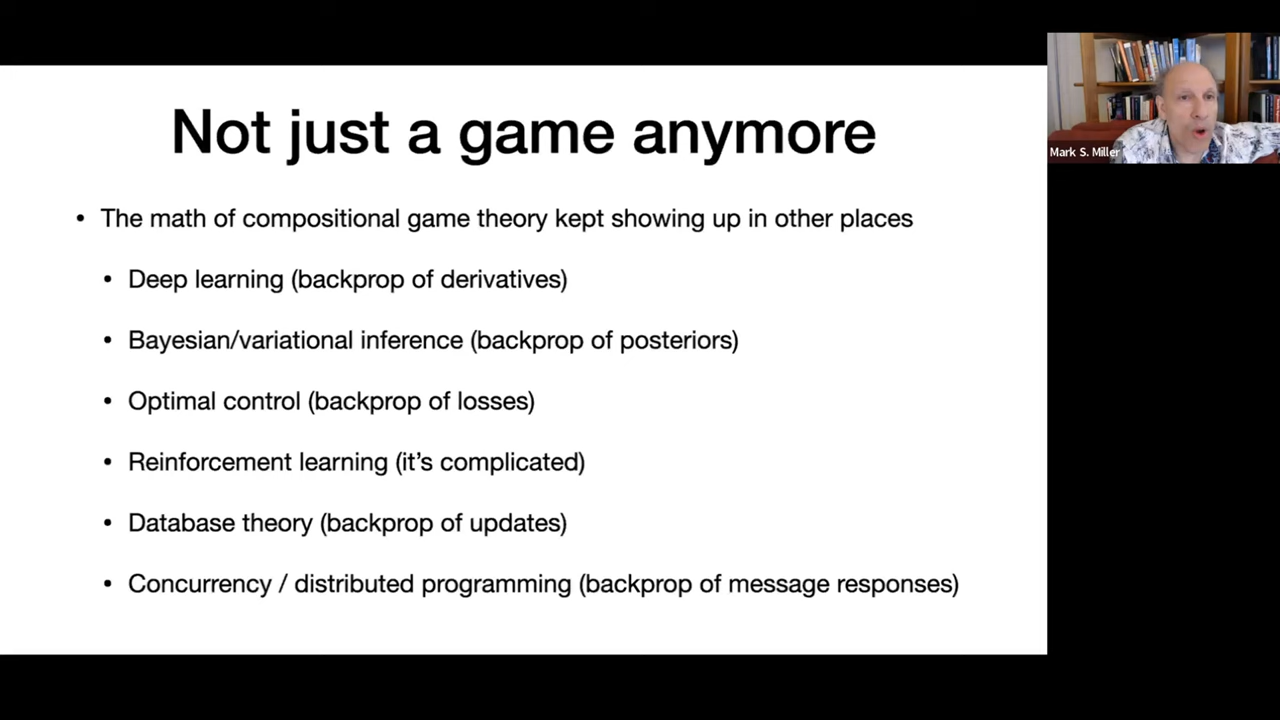 Not just a game anymore
• The math of compositional game theory kept showing up in other places
• Deep learning (backprop of derivatives)
• Bayesian/variational inference (backprop of posteriors)
• Optimal control (backprop of losses)
• Reinforcement learning (it's complicated)
• Database theory (backprop of updates)
• Concurrency / distributed programming (backprop of message responses)
Mark S. Miller